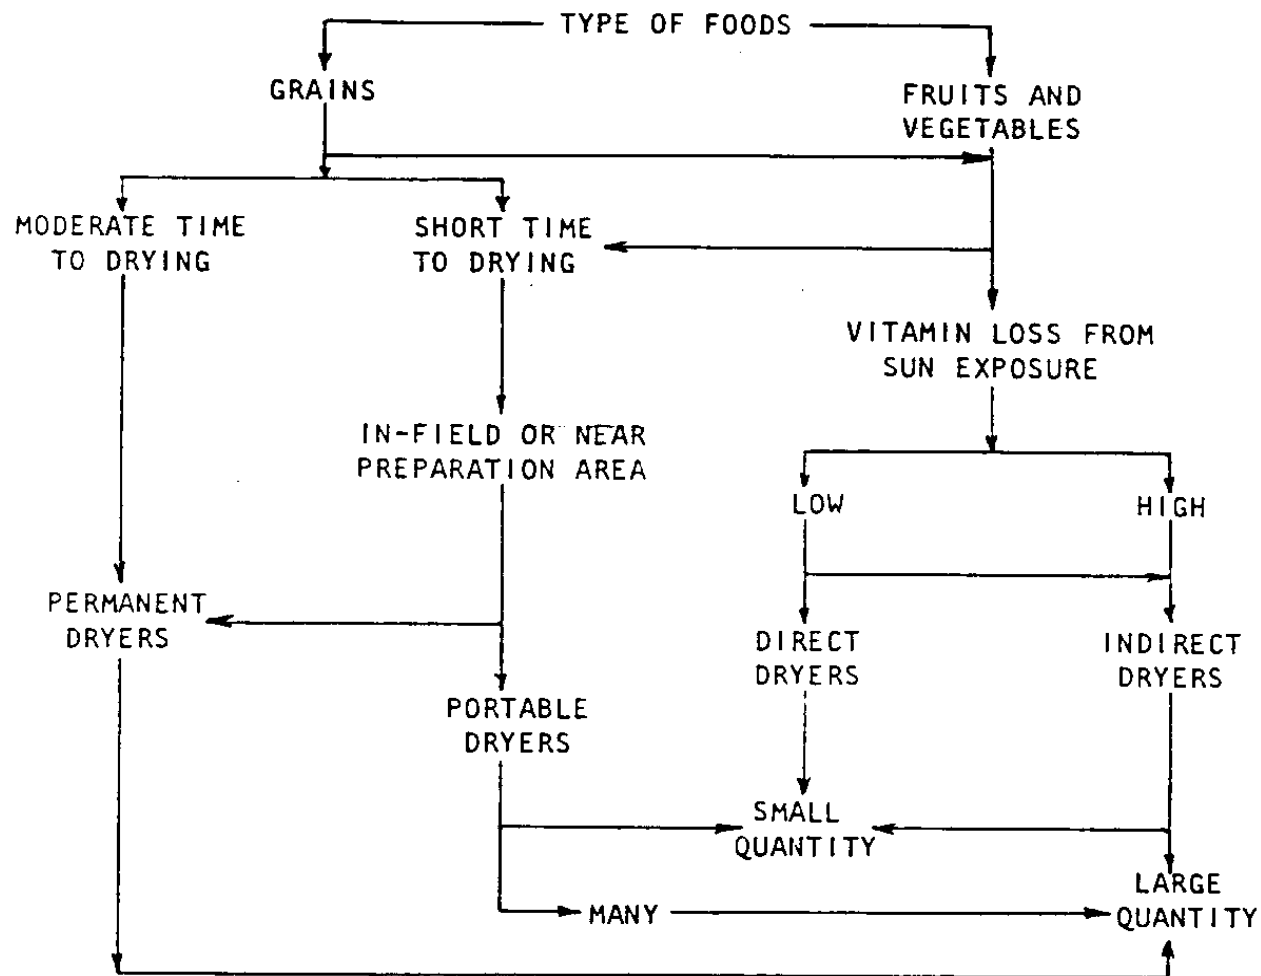 TYPE OF FOODS
GRAINS
FRUITS AND
VEGETABLES
MODERATE TIME
TO DRYING
SHORT TIME
TO DRYING
VITAMIN LOSS FROM
SUN EXPOSURE
IN-FIELD OR NEAR
PREPARATION AREA
LOW
HIGH
PERMANENT
DRYERS
DIRECT
DRYERS
INDIRECT
DRYERS
PORTABLE
DRYERS
SMALL
QUANTITY
MANY
LARGE
QUANTITY